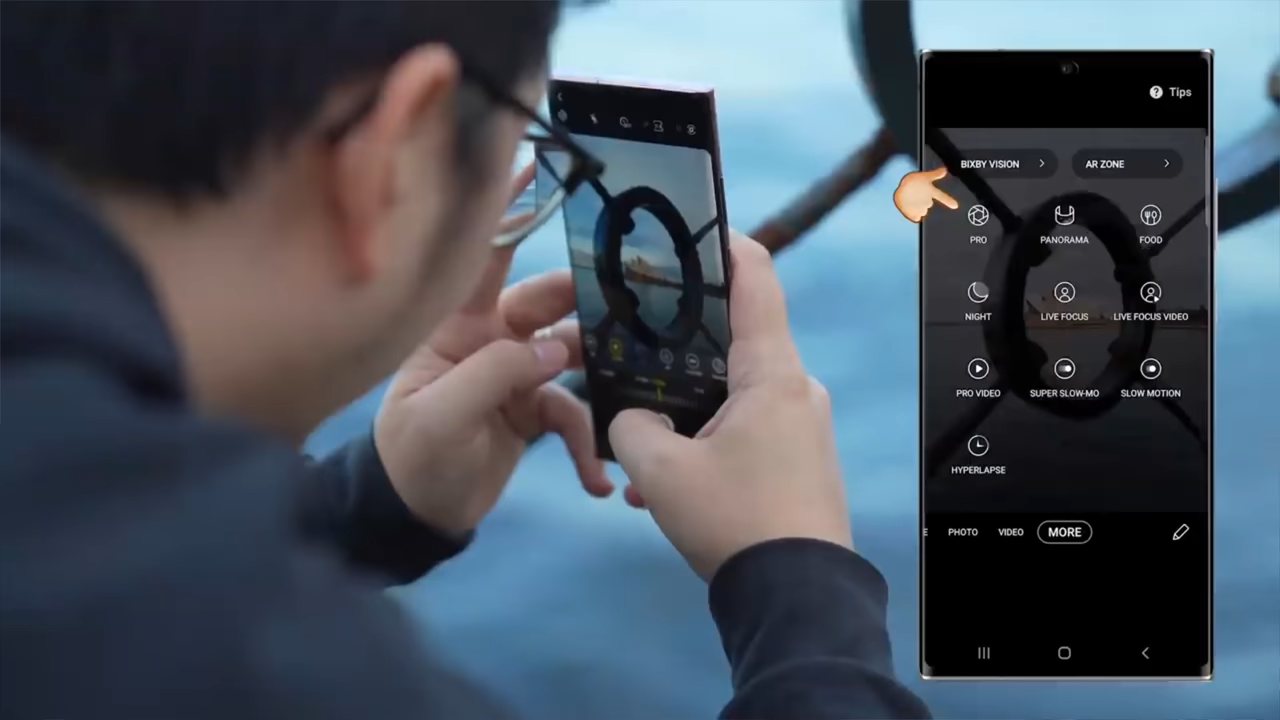 Tips
BIXBY VISION
AR ZONE
PRO
PANORAMA
FOOD
NIGHT
LIVE FOCUS
LIVE FOCUS VIDEO
PRO VIDEO
SUPER SLOW-MO
SLOW MOTION
HYPERLAPSE
E PHOTO VIDEO MORE